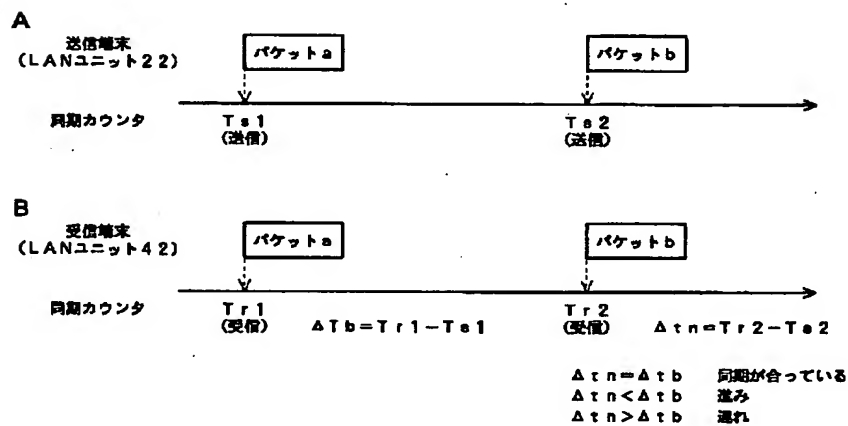 A
送信端末
(LANユニット22)
パケットa
パケットb
同期カウンタ
Ts1
(送信)
Ts2
(送信)
B
受信端末
(LANユニット42)
パケットa
パケットb
同期カウンタ
Tr1
(受信)
ΔTb=Tr1-Ts1
Tr2
(受信)
Δtn=Tr2-Ts2
Δtn=Δtb 同期が合っている
Δtn<Δtb 進み
Δtn>Δtb 遅れ